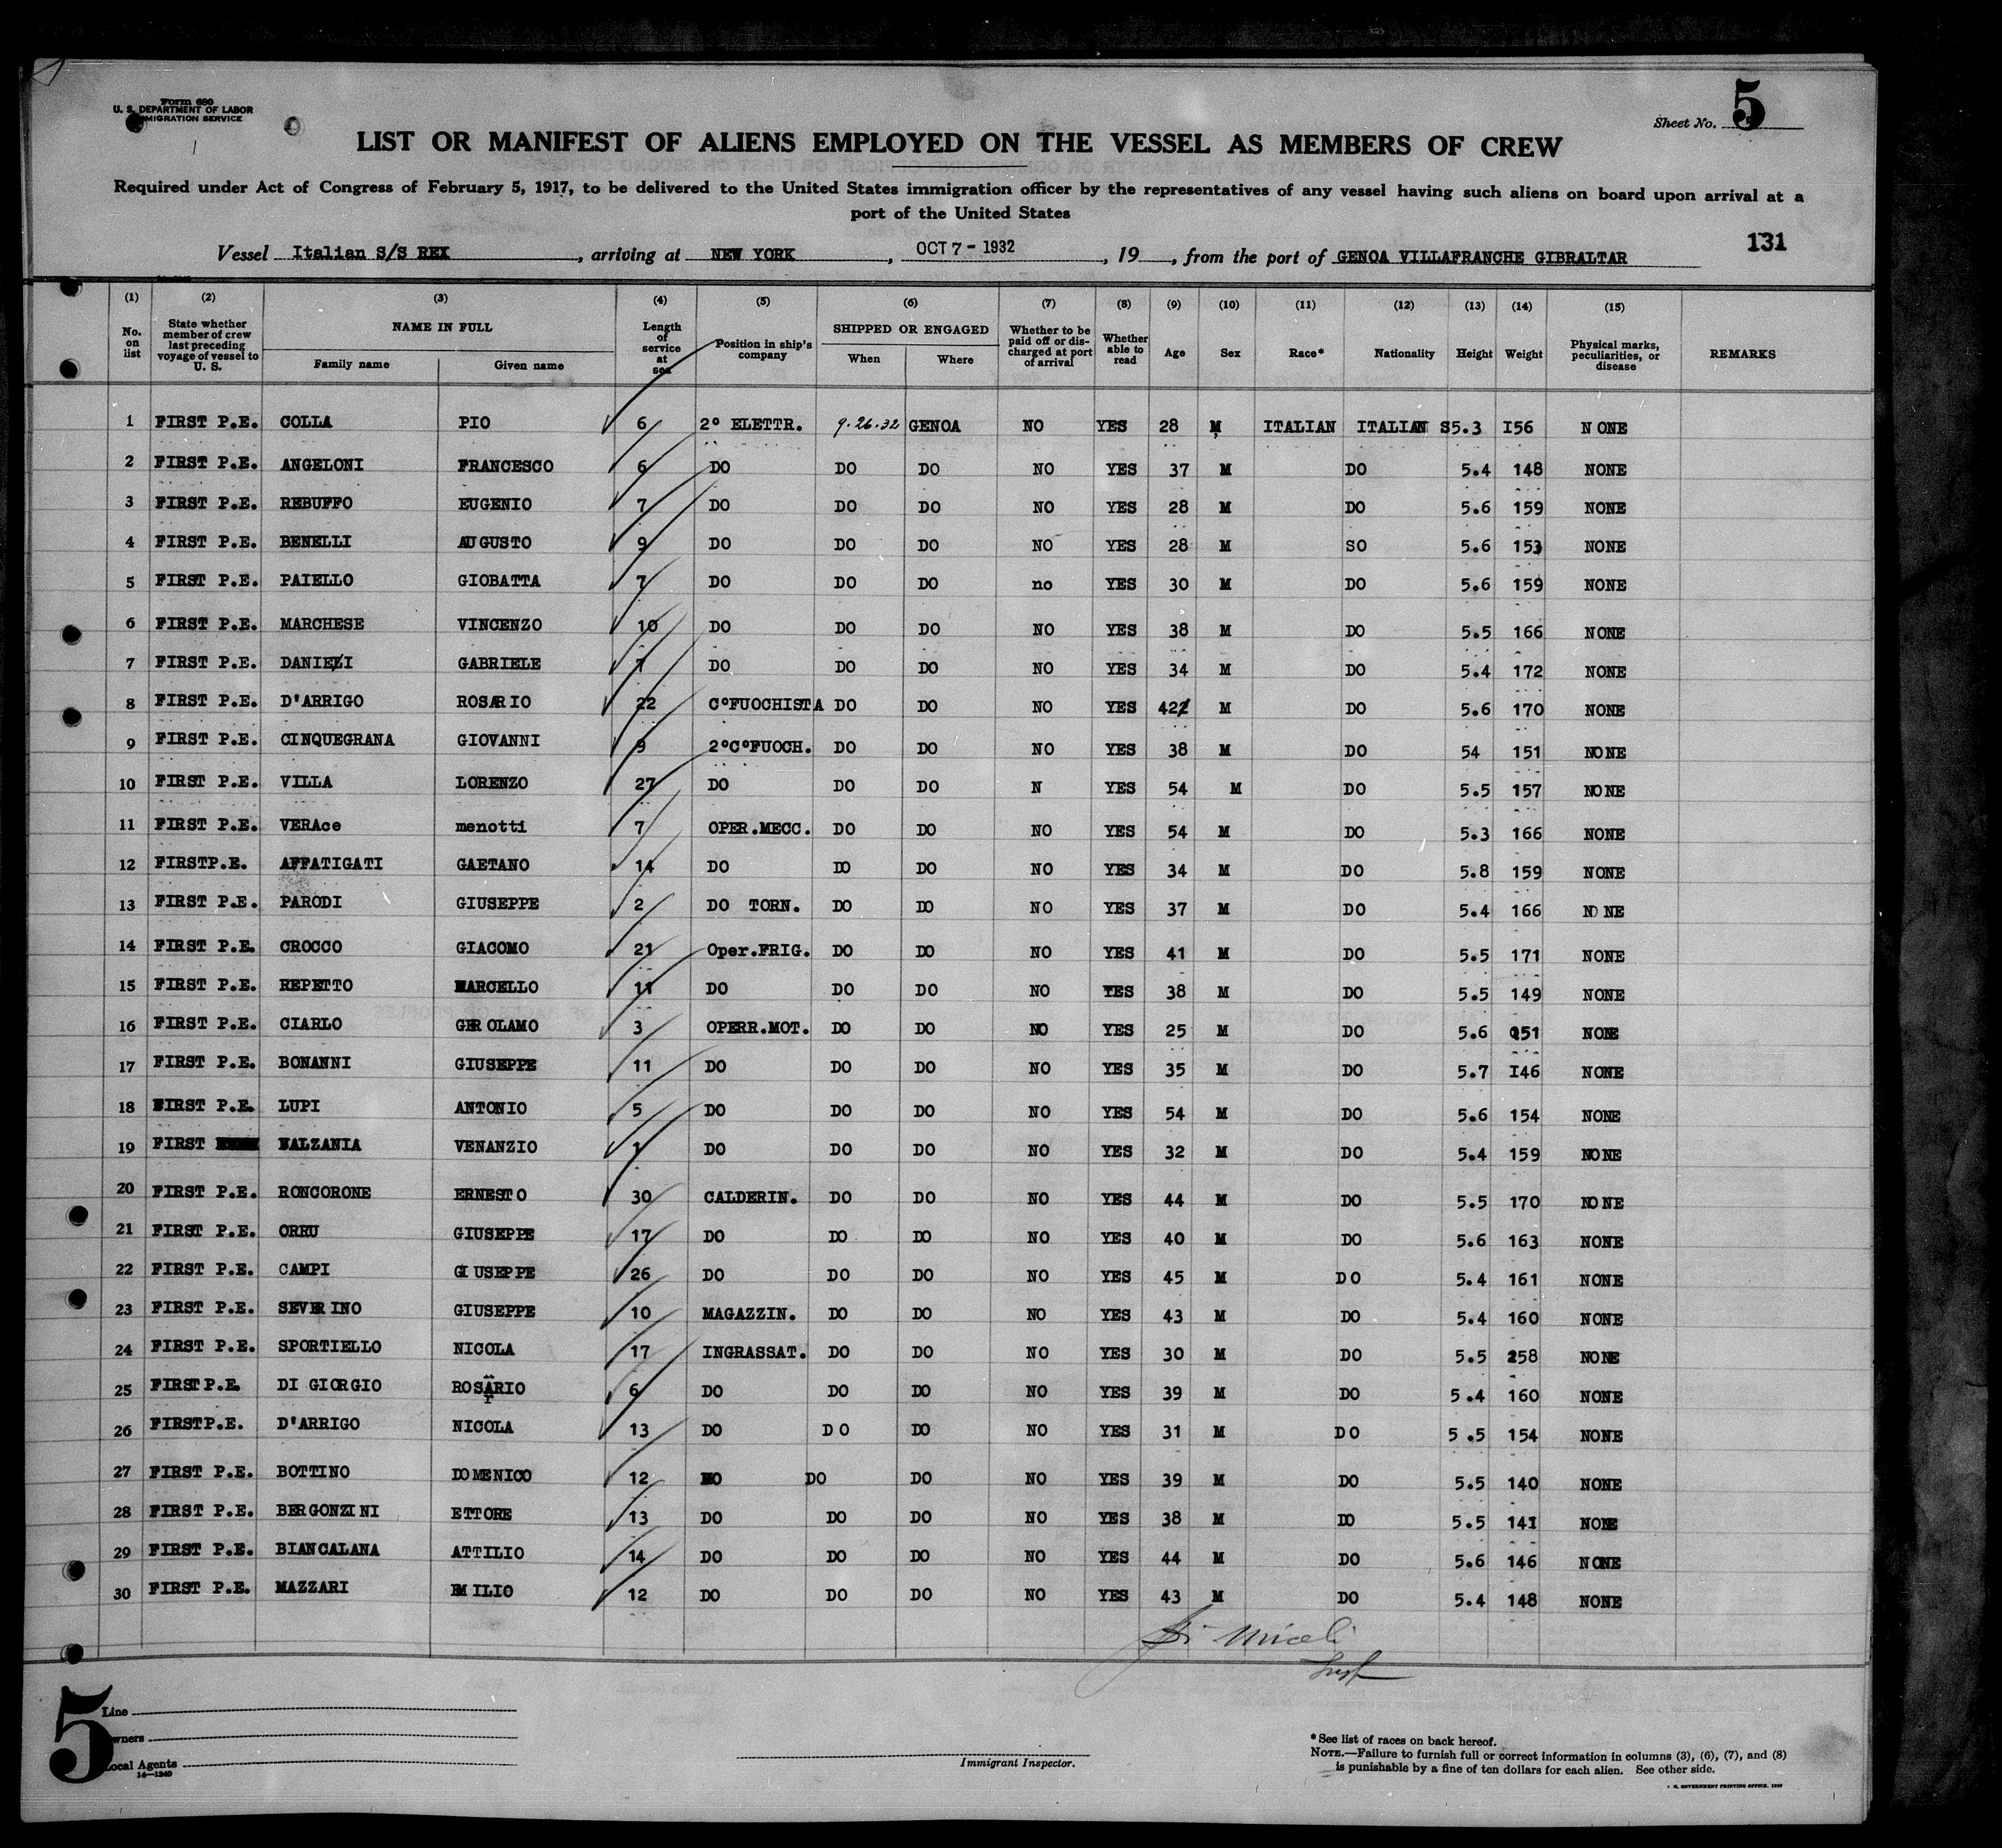 Form 680
U. S. DEPARTMENT OF LABOR
IMMIGRATION SERVICE
Sheet No. 5
LIST OR MANIFEST OF ALIENS EMPLOYED ON THE VESSEL AS MEMBERS OF CREW
Required under Act of Congress of February 5, 1917, to be delivered to the United States immigration officer by the representatives of any vessel having such aliens on board upon arrival at a
port of the United States
131
Vessel Italian S/S REX, arriving at NEW YORK, OCT 7 - 1932, 19, from the port of GENOA VILLAFRANCHE GIBRALTAR
(1) (2) (3) (4) (5) (6) (7) (8) (9) (10) (11) (12) (13) (14) (15)
No. on list State whether member of crew last preceding voyage of vessel to U. S. NAME IN FULL Family name Given name Length of service at sea Position in ship's company SHIPPED OR ENGAGED When Where Whether to be paid off or discharged at port of arrival Whether able to read Age Sex Race* Nationality Height Weight Physical marks, peculiarities, or disease REMARKS
1 FIRST P.E. COLLA PIO 6 2° ELETTR. 9-26-32 GENOA NO YES 28 M ITALIAN ITALIAN S5.3 I56 N ONE
2 FIRST P.E. ANGELONI FRANCESCO 6 DO DO DO NO YES 37 M DO 5.4 148 NONE
3 FIRST P.E. REBUFFO EUGENIO 7 DO DO DO NO YES 28 M DO 5.6 159 NONE
4 FIRST P.E. BENELLI AUGUSTO 9 DO DO DO NO YES 28 M SO 5.6 153 NONE
5 FIRST P.E. PAIELLO GIOBATTA 7 DO DO DO no YES 30 M DO 5.6 159 NONE
6 FIRST P.E. MARCHESE VINCENZO 10 DO DO DO NO YES 38 M DO 5.5 166 NONE
7 FIRST P.E. DANIELI GABRIELE 7 DO DO DO NO YES 34 M DO 5.4 172 NONE
8 FIRST P.E. D'ARRIGO ROSARIO 22 C°FUOCHISTA DO DO NO YES 42 M DO 5.6 170 NONE
9 FIRST P.E. CINQUEGRANA GIOVANNI 9 2°C°FUOCH. DO DO NO YES 38 M DO 54 151 NONE
10 FIRST P.E. VILLA LORENZO 27 DO DO DO N YES 54 M DO 5.5 157 NONE
11 FIRST P.E. VERAce menotti 7 OPER.MECC. DO DO NO YES 54 M DO 5.3 166 NONE
12 FIRSTP.E. AFFATIGATI GAETANO 14 DO DO DO NO YES 34 M DO 5.8 159 NONE
13 FIRST P.E. PARODI GIUSEPPE 2 DO TORN. DO DO NO YES 37 M DO 5.4 166 NO NE
14 FIRST P.E. CROCCO GIACOMO 21 Oper.FRIG. DO DO NO YES 41 M DO 5.5 171 NONE
15 FIRST P.E. REPETTO MARCELLO 11 DO DO DO NO YES 38 M DO 5.5 149 NONE
16 FIRST P.E. CIARLO GEROLAMO 3 OPERR.MOT. DO DO NO YES 25 M DO 5.6 151 NONE
17 FIRST P.E. BONANNI GIUSEPPE 11 DO DO DO NO YES 35 M DO 5.7 I46 NONE
18 FIRST P.E. LUPI ANTONIO 5 DO DO DO NO YES 54 M DO 5.6 154 NONE
19 FIRST VENANZIO 1 DO DO DO NO YES 32 M DO 5.4 159 NONE
20 FIRST P.E. RONCORONE ERNESTO 30 CALDERIN. DO DO NO YES 44 M DO 5.5 170 NONE
21 FIRST P.E. ORRU GIUSEPPE 17 DO DO DO NO YES 40 M DO 5.6 163 NONE
22 FIRST P.E. CAMPI GIUSEPPE 26 DO DO DO NO YES 45 M DO 5.4 161 NONE
23 FIRST P.E. SEVERINO GIUSEPPE 10 MAGAZZIN. DO DO NO YES 43 M DO 5.4 160 NONE
24 FIRST P.E. SPORTIELLO NICOLA 17 INGRASSAT. DO DO NO YES 30 M DO 5.5 258 NONE
25 FIRST P.E. DI GIORGIO ROSARIO 6 DO DO DO NO YES 39 M DO 5.4 160 NONE
26 FIRSTP.E. D'ARRIGO NICOLA 13 DO DO DO NO YES 31 M DO 5.5 154 NONE
27 FIRST P.E. BOTTINO DOMENICO 12 DO DO DO NO YES 39 M DO 5.5 140 NONE
28 FIRST P.E. BERGONZINI ETTORE 13 DO DO DO NO YES 38 M DO 5.5 141 NONE
29 FIRST P.E. BIANCALANA ATTILIO 14 DO DO DO NO YES 44 M DO 5.6 146 NONE
30 FIRST P.E. MAZZARI EMILIO 12 DO DO DO NO YES 43 M DO 5.4 148 NONE
5
Line
Owners
Local Agents
14—1240
Immigrant Inspector.
* See list of races on back hereof.
NOTE.—Failure to furnish full or correct information in columns (3), (6), (7), and (8)
is punishable by a fine of ten dollars for each alien. See other side.